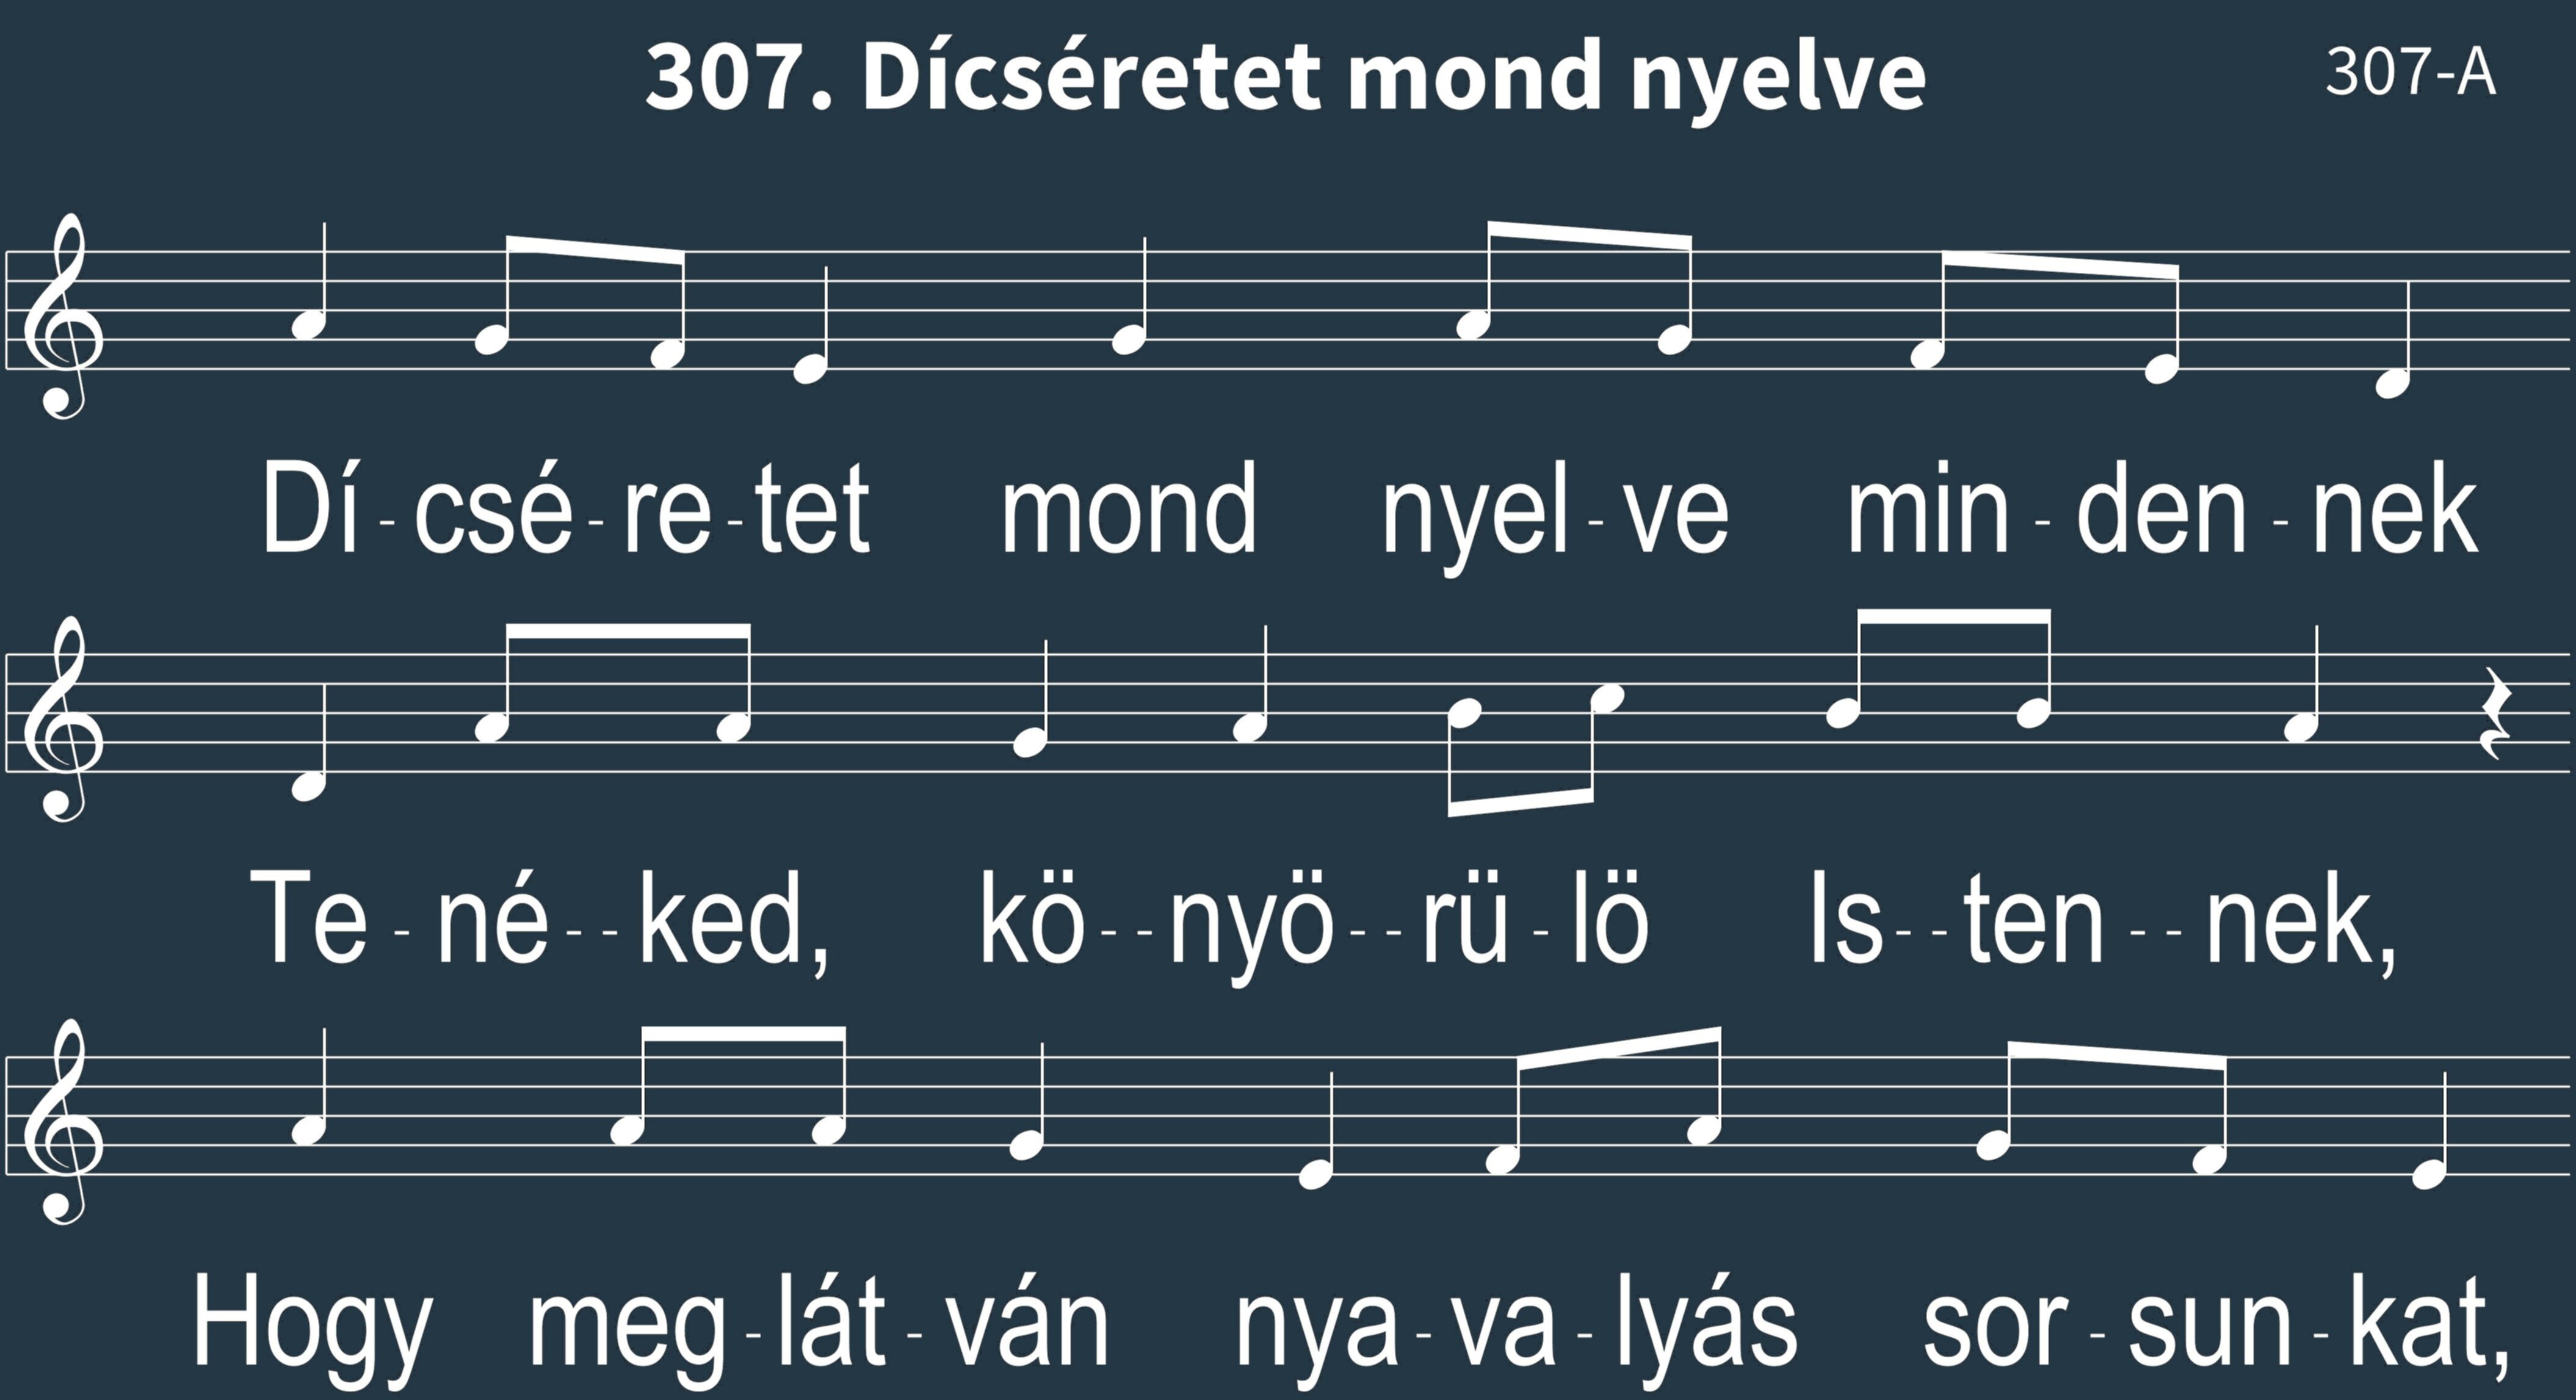 307. Dícséretet mond nyelve
307-A
Dí - csé - re - tet mond nyel - ve min - den - nek
Te - né - - ked, kö - - nyö - - rü - lö Is - - ten - - nek,
Hogy meg - lát - ván nya - va - lyás sor - sun - kat,